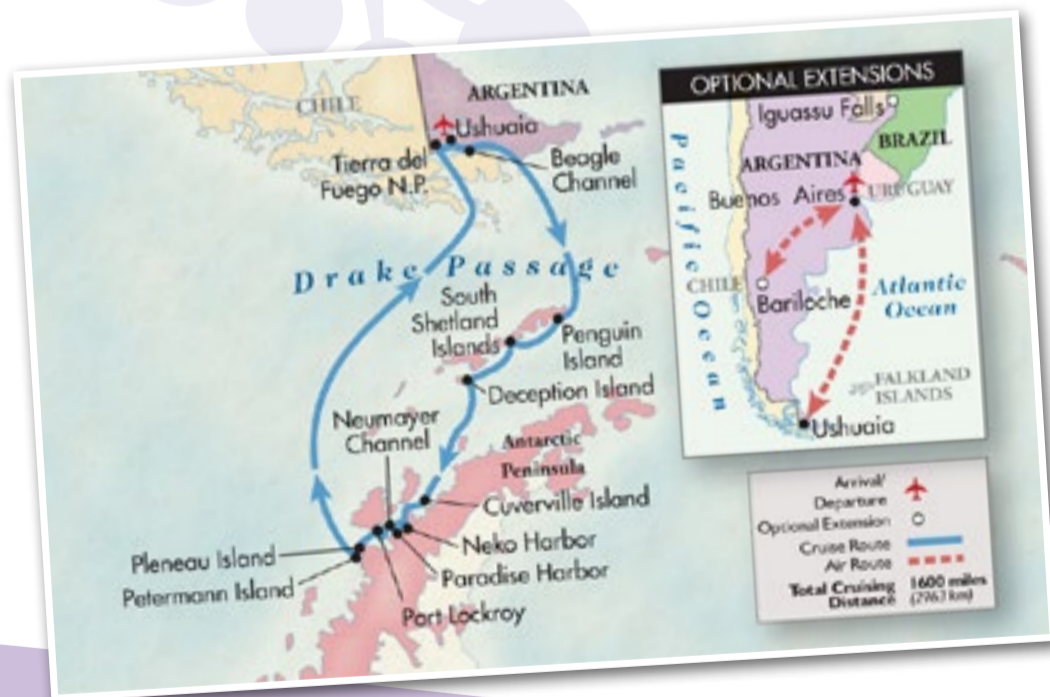 CHILE
ARGENTINA
Ushuaia
Tierra del
Fuego N.P.
Beagle
Channel
Drake Passage
South
Shetland
Islands
Penguin
Island
Deception Island
Neumayer
Channel
Antarctic
Peninsula
Cuverville Island
Neko Harbor
Paradise Harbor
Port Lockroy
Pleneau Island
Petermann Island
OPTIONAL EXTENSIONS
Iguassu Falls
BRAZIL
ARGENTINA
URUGUAY
Buenos Aires
Pacific Ocean
CHILE
Bariloche
Atlantic
Ocean
FALKLAND
ISLANDS
Ushuaia
Arrival/
Departure
Optional Extension
Cruise Route
Air Route
Total Cruising
Distance
1600 miles
(2963 km)